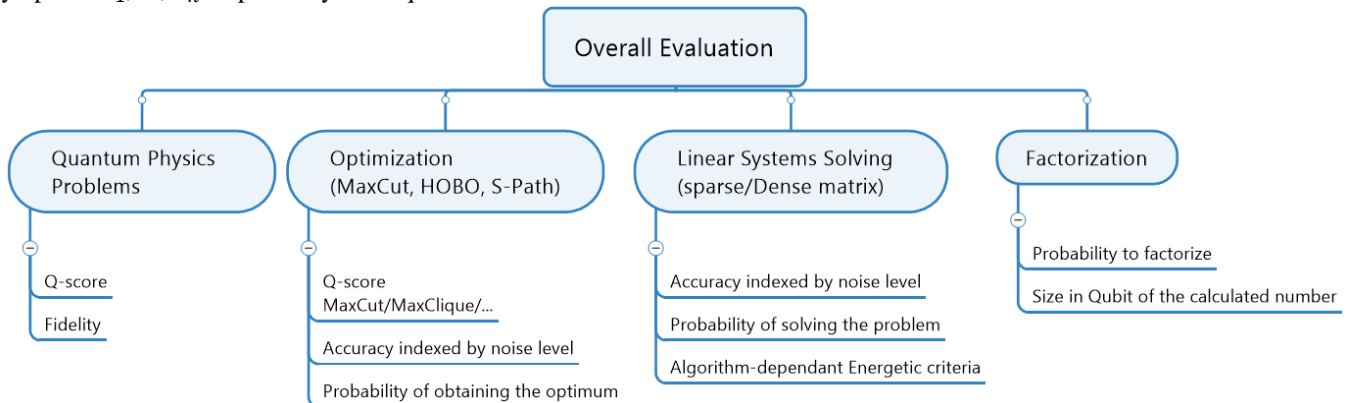 Overall Evaluation
Quantum Physics
Problems
Q-score
Fidelity
Optimization
(MaxCut, HOBO, S-Path)
Q-score
MaxCut/MaxClique/...
Accuracy indexed by noise level
Probability of obtaining the optimum
Linear Systems Solving
(sparse/Dense matrix)
Accuracy indexed by noise level
Probability of solving the problem
Algorithm-dependant Energetic criteria
Factorization
Probability to factorize
Size in Qubit of the calculated number